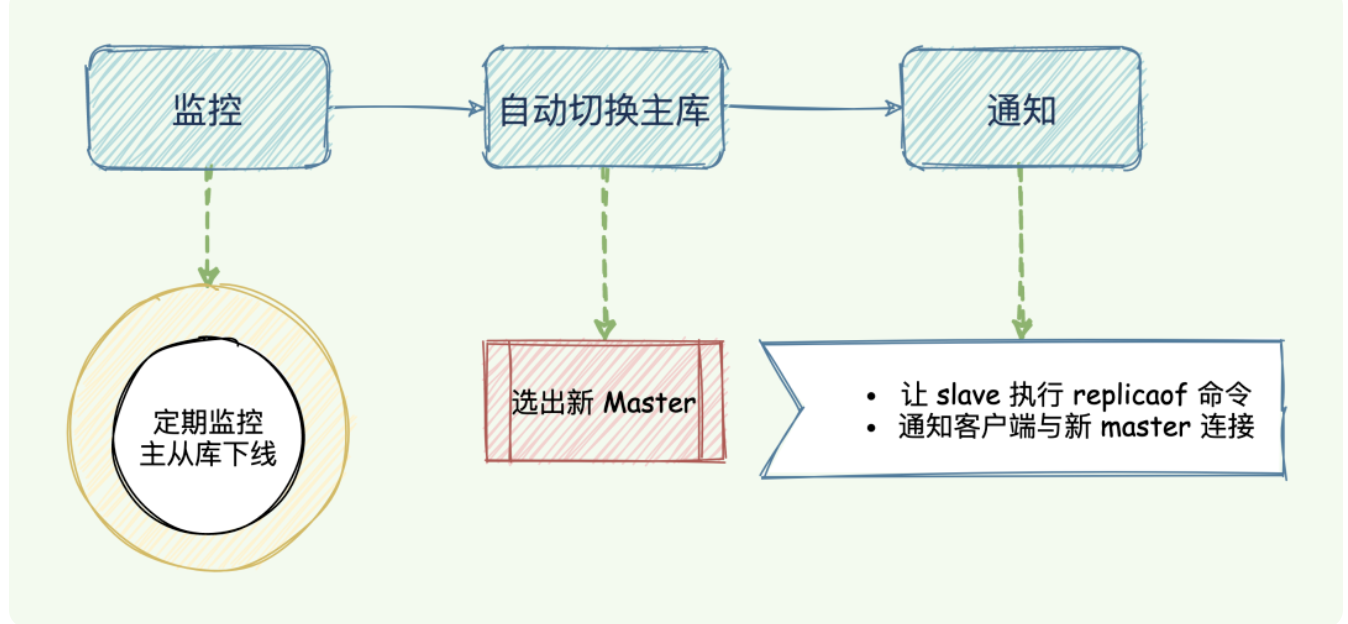 监控
自动切换主库
通知
定期监控
主从库下线
选出新 Master
• 让 slave 执行 replicaof 命令
• 通知客户端与新 master 连接